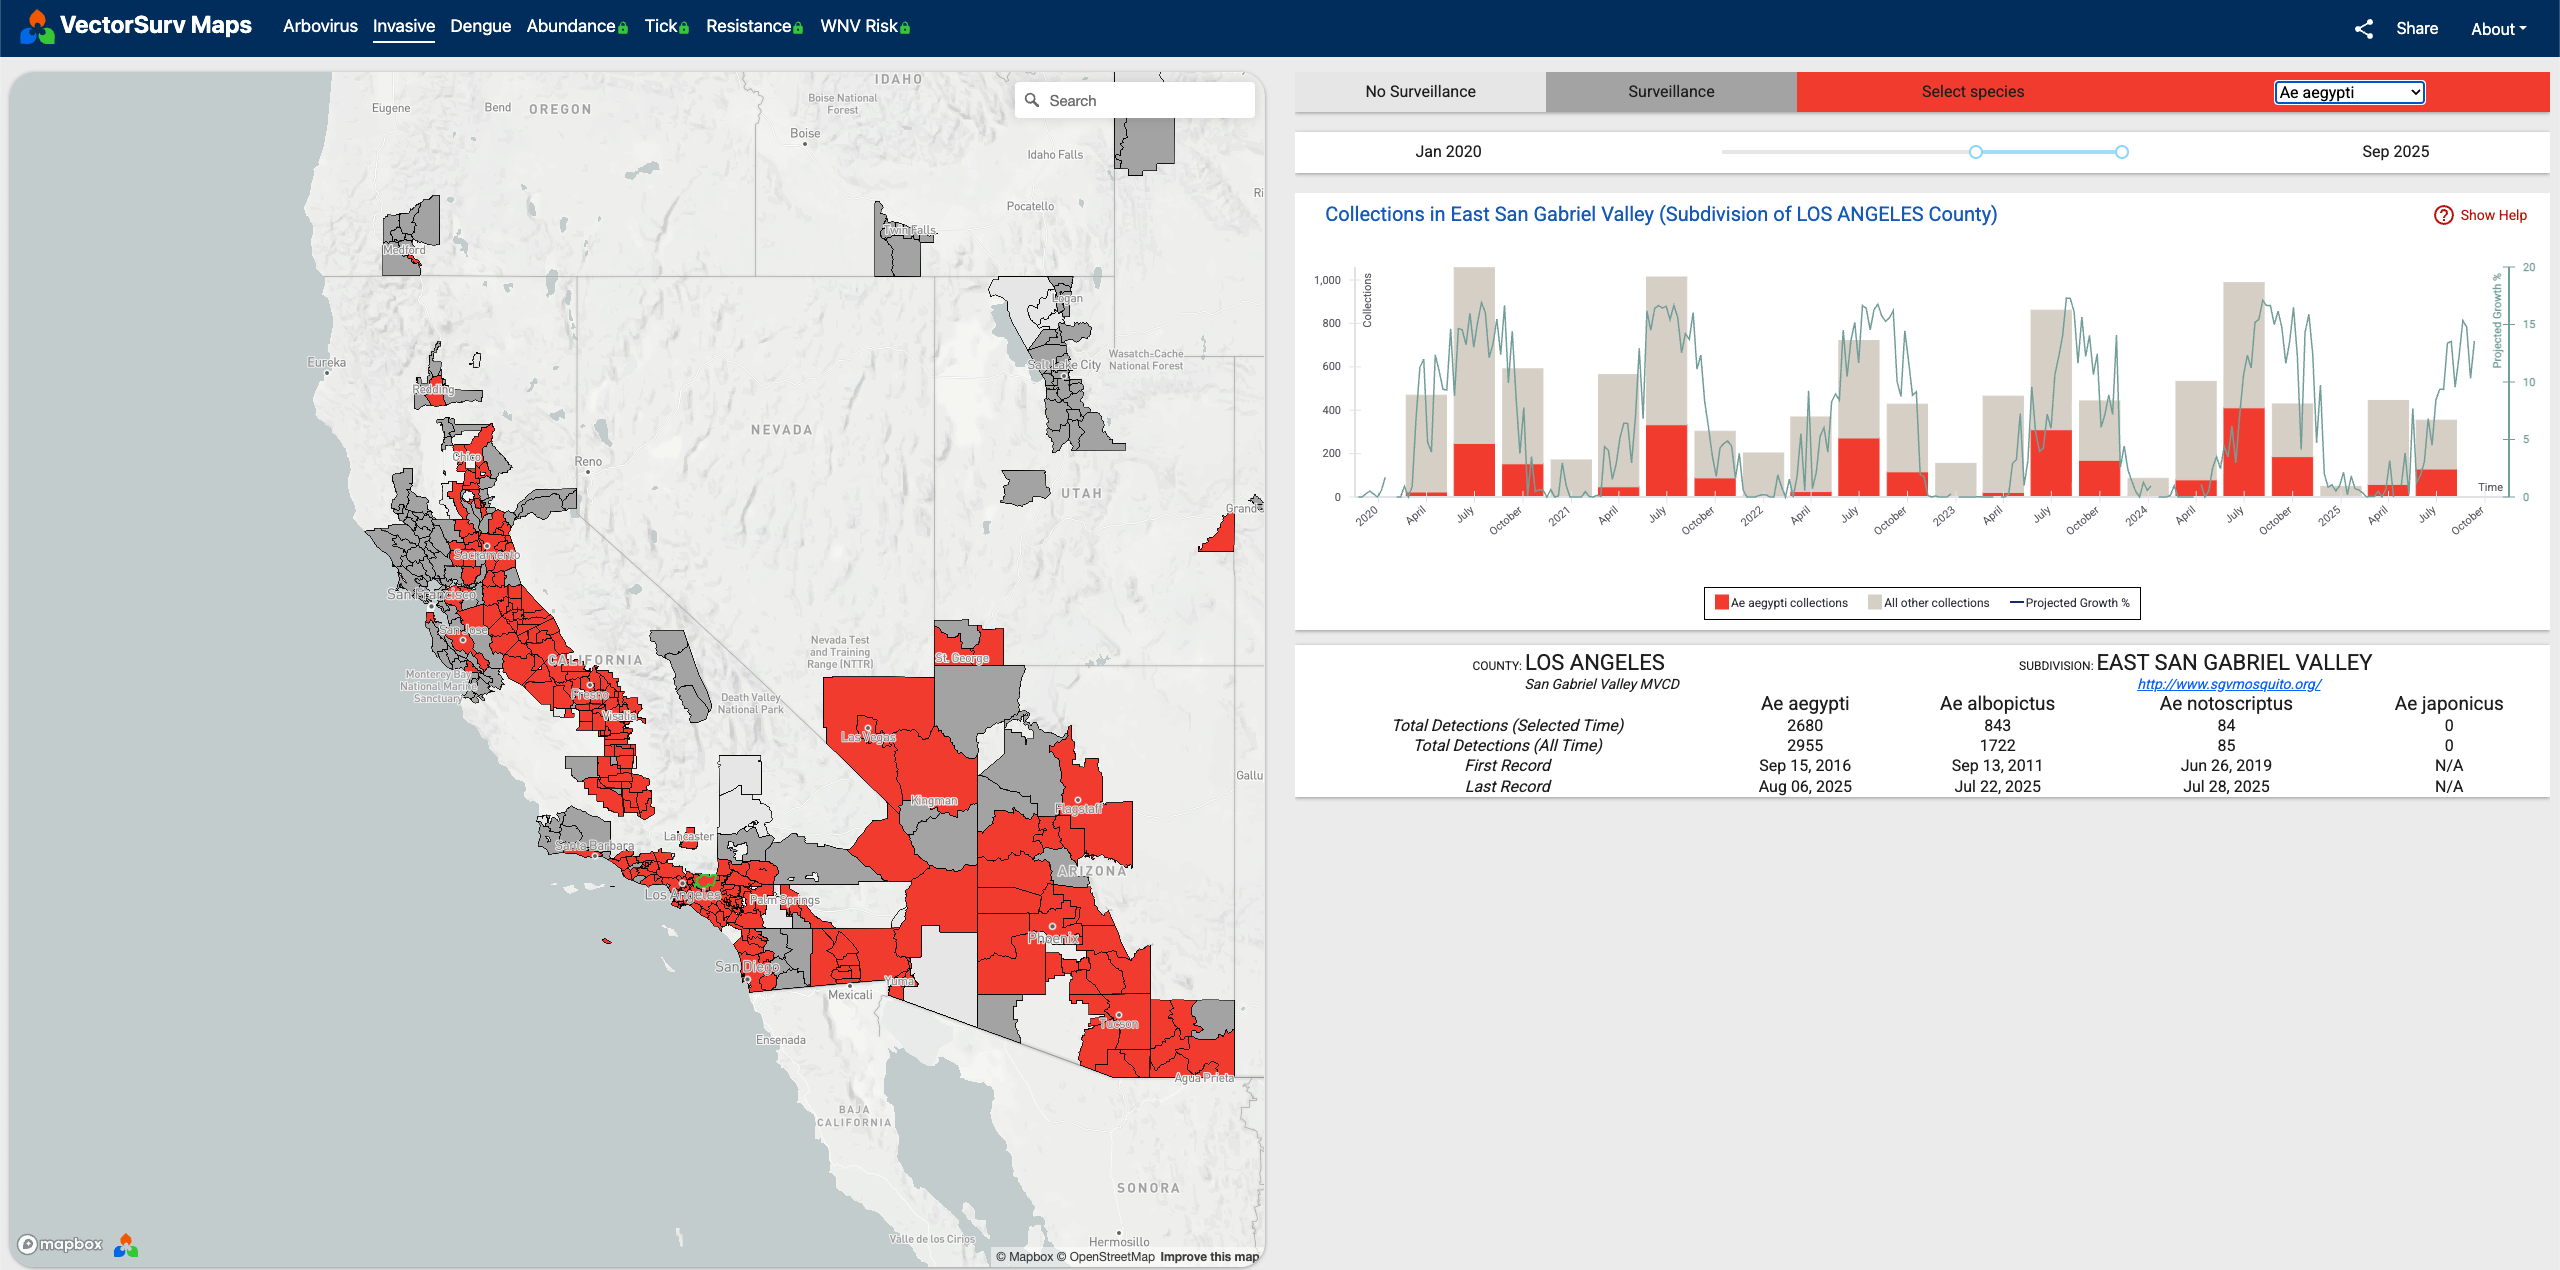 VectorSurv Maps
Arbovirus Invasive Dengue Abundance Tick Resistance WNV Risk
Share About
Search
IDAHO
Eugene Bend OREGON
Boise National
Forest
Boise
Idaho Falls
Ri
Pocatello
Medford
Twin Falls
Logan
Eureka
Salt Lake City
Wasatch-Cache
National Forest
Redding
NEVADA
Chico
Reno
UTAH
Grand
Sacramento
San Francisco
San Jose
CALIFORNIA
Nevada Test
and Training
Range (NTTR)
St. George
Monterey Bay
National Marine
Sanctuary
Fresno
Visalia
Death Valley
National Park
Las Vegas
Gallu
Kingman
Flagstaff
Lancaster
Santa Barbara
ARIZONA
Los Angeles
Palm Springs
Phoenix
San Diego
Yuma
Mexicali
Tucson
Ensenada
Agua Prieta
BAJA
CALIFORNIA
SONORA
Valle de los Cirios
Hermosillo
mapbox
© Mapbox © OpenStreetMap Improve this map
No Surveillance Surveillance Select species Ae aegypti
Jan 2020 Sep 2025
Collections in East San Gabriel Valley (Subdivision of LOS ANGELES County)
Show Help
1,000
800
600
400
200
0
Collections
20
15
10
5
0
Projected Growth %
Time
2020 April July October 2021 April July October 2022 April July October 2023 April July October 2024 April July October 2025 April July October
Ae aegypti collections All other collections Projected Growth %
COUNTY: LOS ANGELES SUBDIVISION: EAST SAN GABRIEL VALLEY
San Gabriel Valley MVCD http://www.sgvmosquito.org/
Ae aegypti Ae albopictus Ae notoscriptus Ae japonicus
Total Detections (Selected Time) 2680 843 84 0
Total Detections (All Time) 2955 1722 85 0
First Record Sep 15, 2016 Sep 13, 2011 Jun 26, 2019 N/A
Last Record Aug 06, 2025 Jul 22, 2025 Jul 28, 2025 N/A